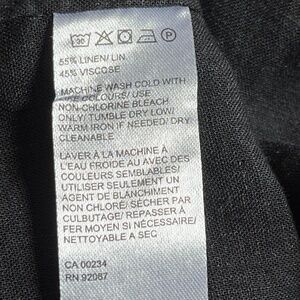 55% LINEN/ LIN
45% VISCOSE
MACHINE WASH COLD WITH
LIKE COLOURS/ USE
NON-CHLORINE BLEACH
ONLY/ TUMBLE DRY LOW/
WARM IRON IF NEEDED/ DRY
CLEANABLE
LAVER À LA MACHINE À
L'EAU FROIDE AU AVEC DES
COULEURS SEMBLABLES/
UTILISER SEULEMENT UN
AGENT DE BLANCHIMENT
NON CHLORÉ/ SÉCHER PAR
CULBUTAGE/ REPASSER À
FER MOYEN SI NÉCESSAIRE/
NETTOYABLE A SEC
CA 00234
RN 92087